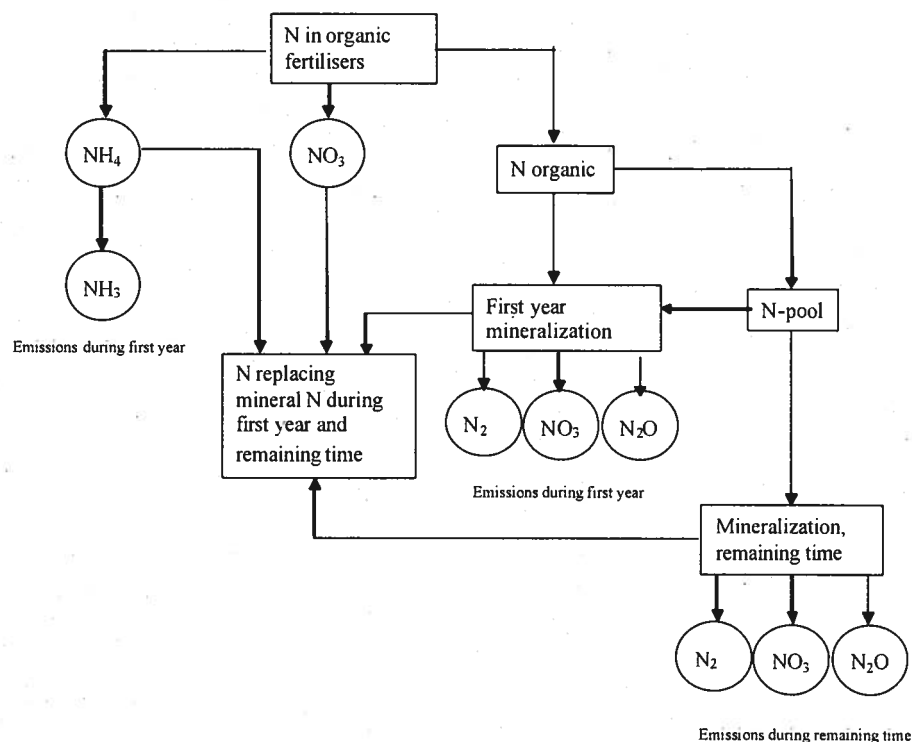 N in organic
fertilisers
NH₄
NO₃
N organic
NH₃
First year
mineralization
N-pool
Emissions during first year
N replacing
mineral N during
first year and
remaining time
N₂
NO₃
N₂O
Emissions during first year
Mineralization,
remaining time
N₂
NO₃
N₂O
Emissions during remaining time